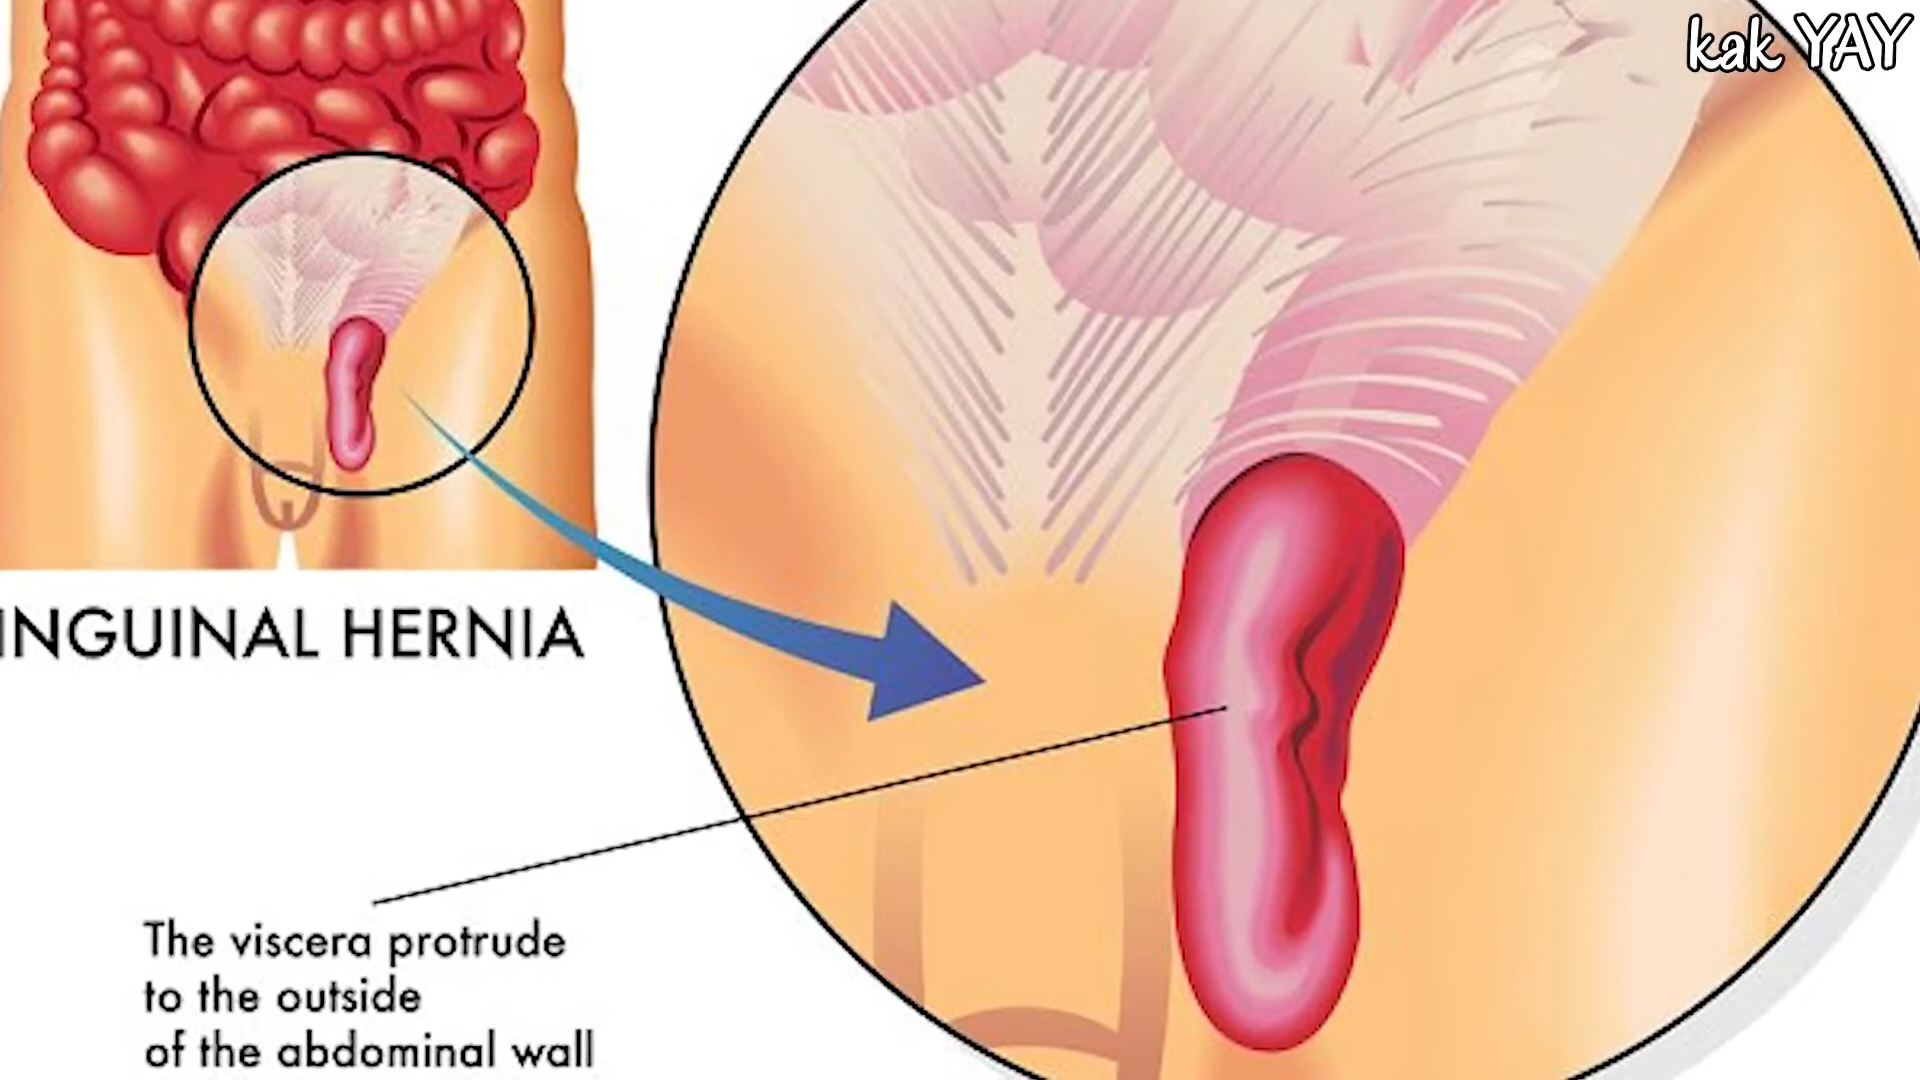 kak YAY
INGUINAL HERNIA
The viscera protrude
to the outside
of the abdominal wall